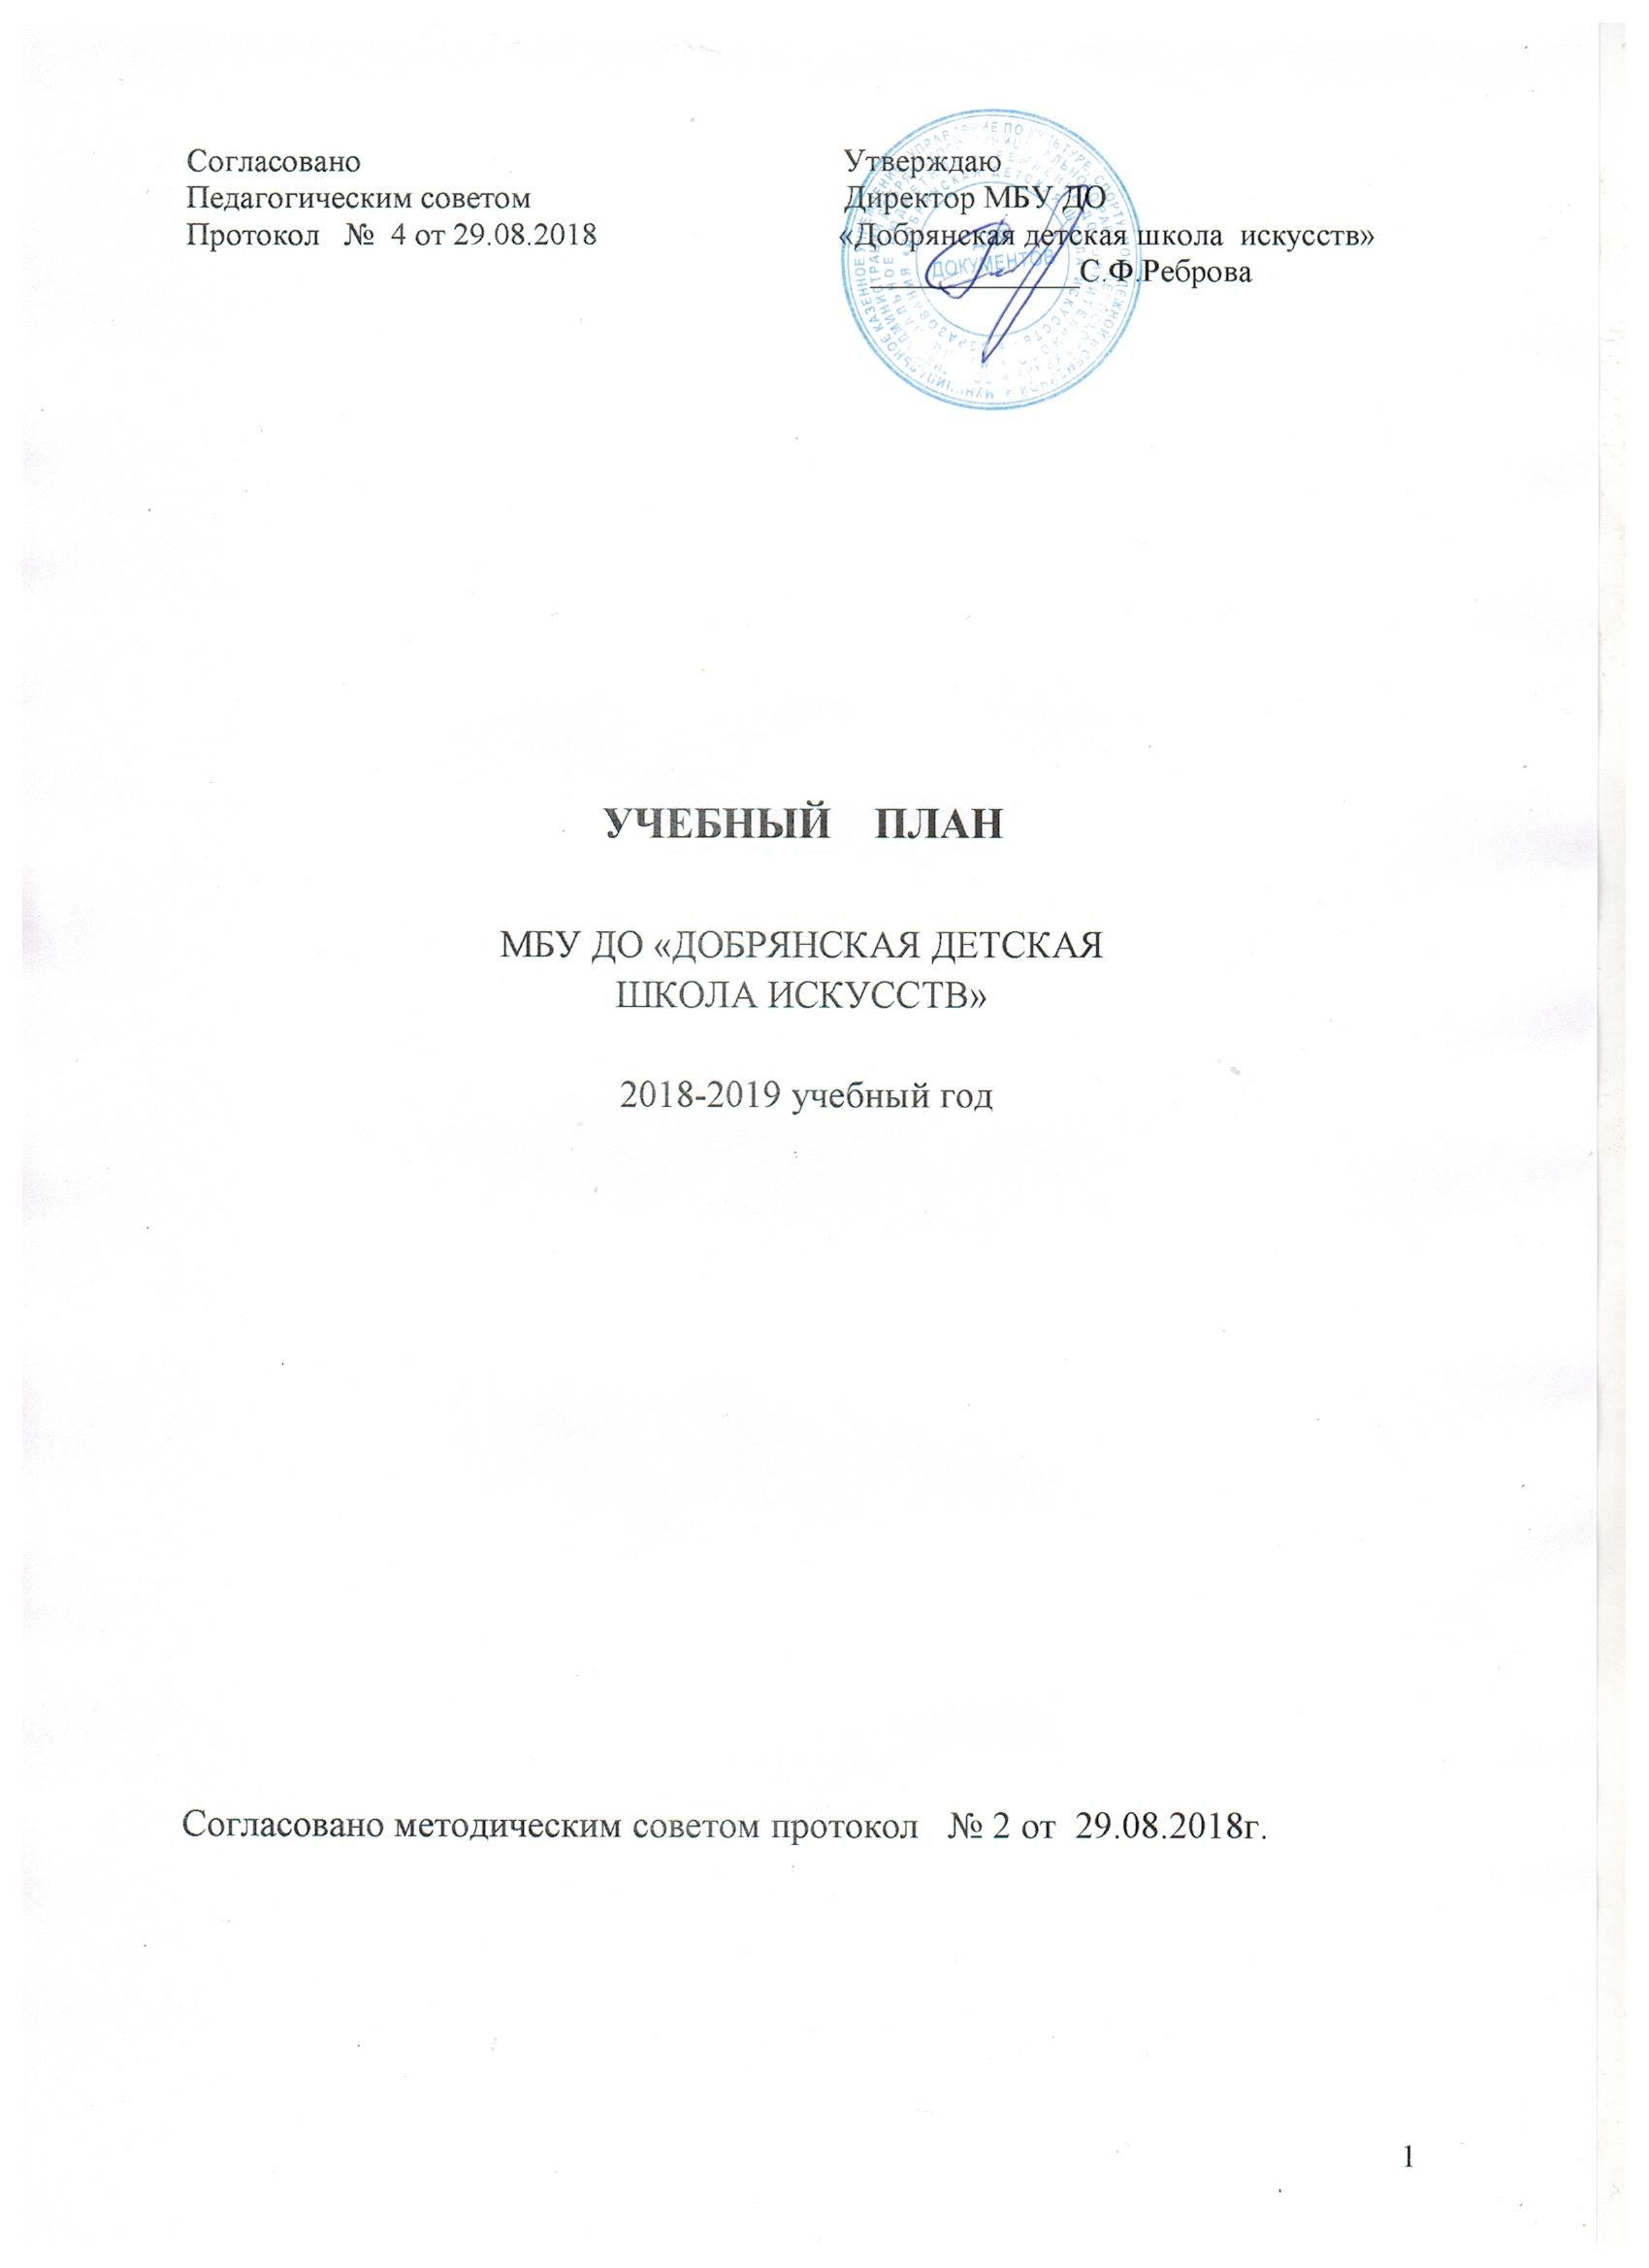 Согласовано
Педагогическим советом
Протокол № 4 от 29.08.2018
Утверждаю
Директор МБУ ДО
«Добрянская детская школа искусств»
С.Ф.Реброва
ДОКУМЕНТОВ
УЧЕБНЫЙ ПЛАН
МБУ ДО «ДОБРЯНСКАЯ ДЕТСКАЯ
ШКОЛА ИСКУССТВ»
2018-2019 учебный год
Согласовано методическим советом протокол № 2 от 29.08.2018г.
1